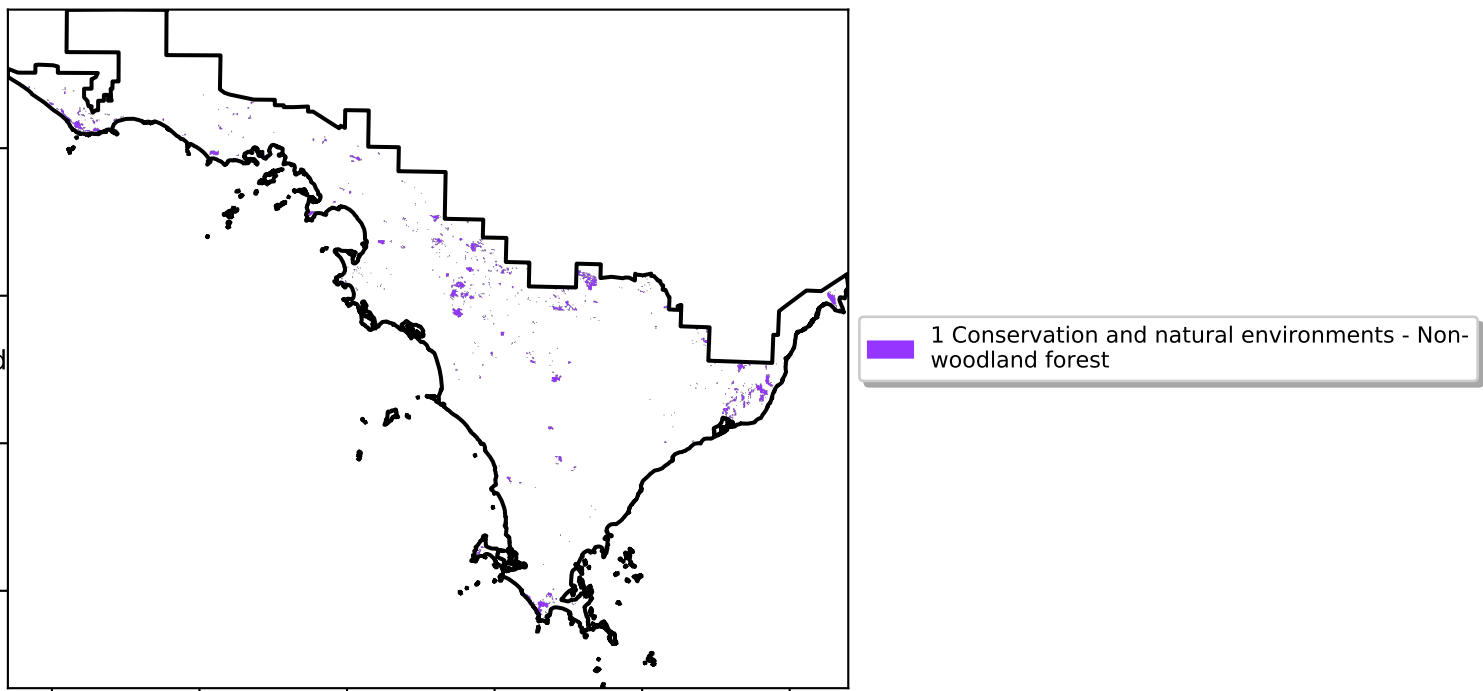 d
1 Conservation and natural environments - Non-
woodland forest